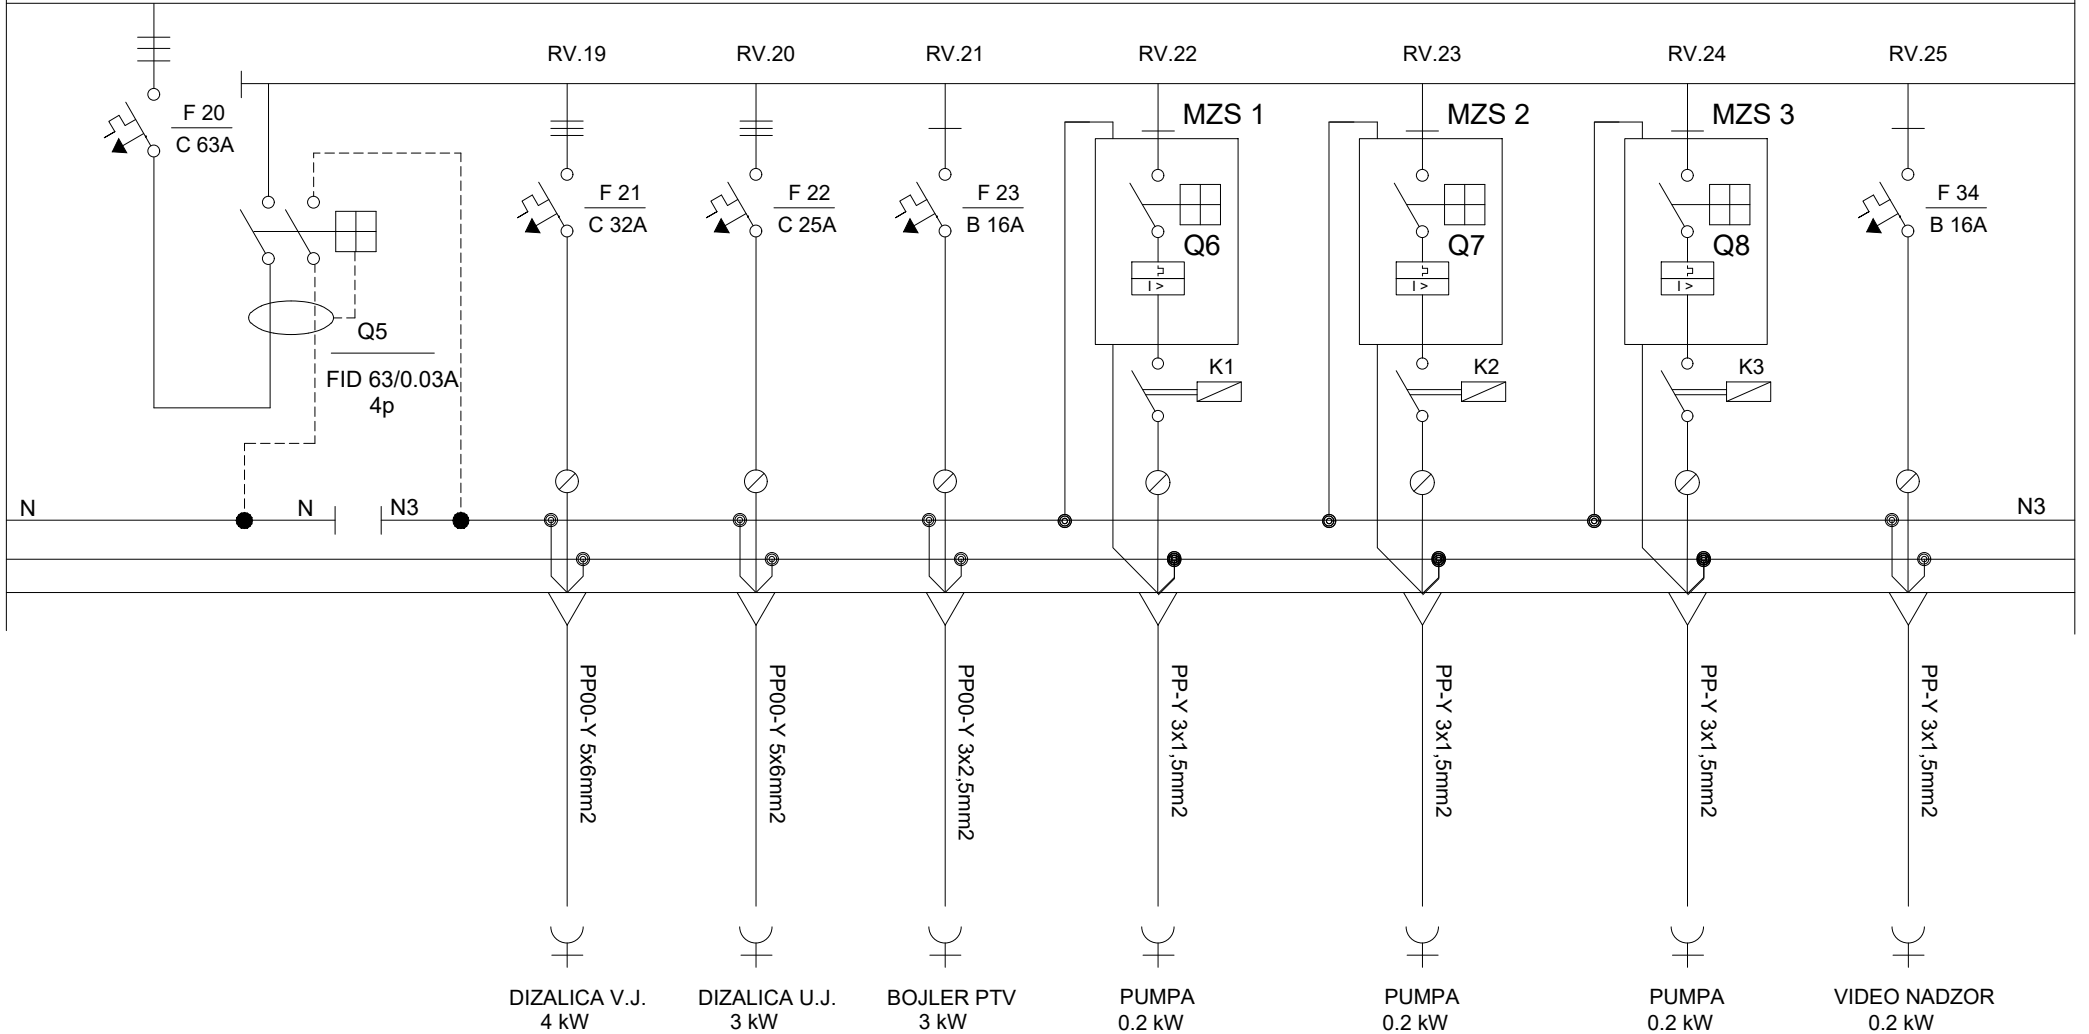 RV.19 RV.20 RV.21 RV.22 RV.23 RV.24 RV.25
MZS 1 MZS 2 MZS 3
F 20
C 63A
F 21
C 32A
F 22
C 25A
F 23
B 16A
F 34
B 16A
Q6 Q7 Q8
I > I > I >
Q5
FID 63/0.03A
4p
K1 K2 K3
N N N3 N3
PP00-Y 5x6mm2
PP00-Y 5x6mm2
PP00-Y 3x2,5mm2
PP-Y 3x1,5mm2
PP-Y 3x1,5mm2
PP-Y 3x1,5mm2
PP-Y 3x1,5mm2
DIZALICA V.J.
4 kW
DIZALICA U.J.
3 kW
BOJLER PTV
3 kW
PUMPA
0.2 kW
PUMPA
0.2 kW
PUMPA
0.2 kW
VIDEO NADZOR
0.2 kW